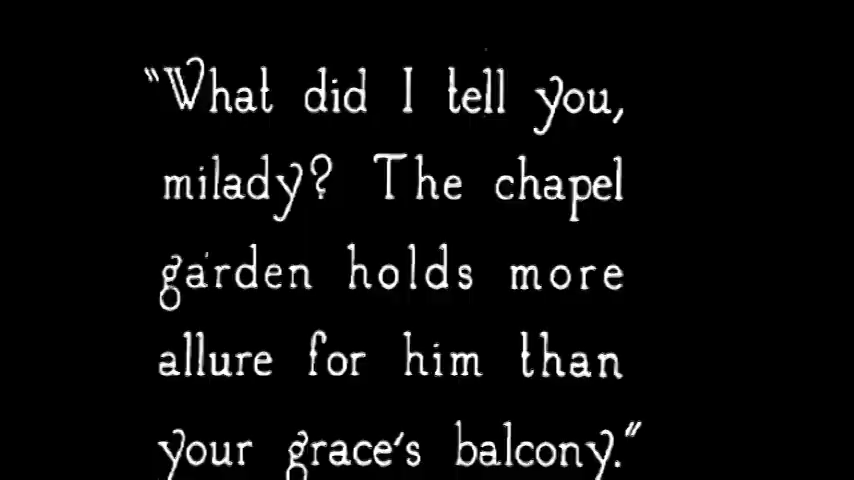 "What did I tell you,
milady? The chapel
garden holds more
allure for him than
your grace's balcony."